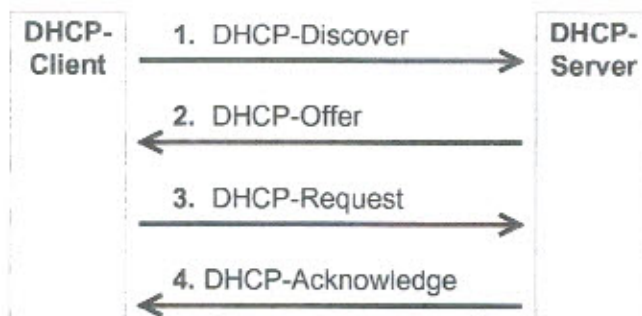 DHCP-
Client
1. DHCP-Discover
DHCP-
Server
2. DHCP-Offer
3. DHCP-Request
4. DHCP-Acknowledge